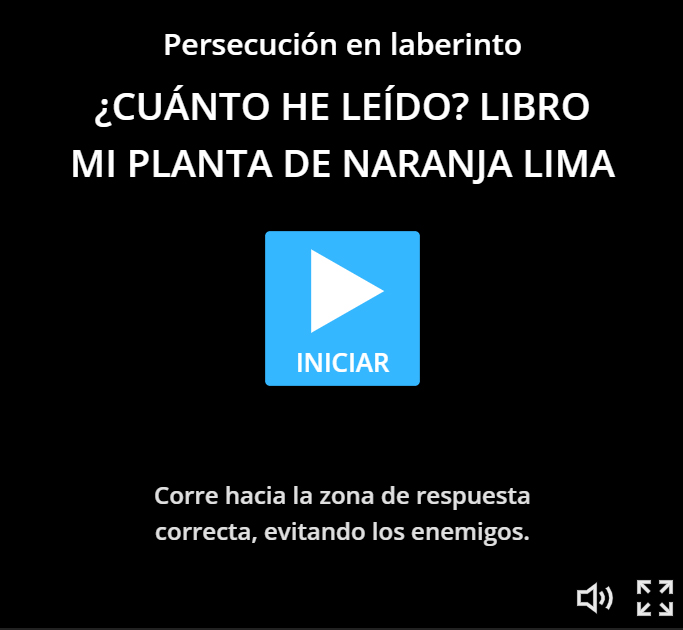 Persecución en laberinto
¿CUÁNTO HE LEÍDO? LIBRO
MI PLANTA DE NARANJA LIMA
INICIAR
Corre hacia la zona de respuesta
correcta, evitando los enemigos.